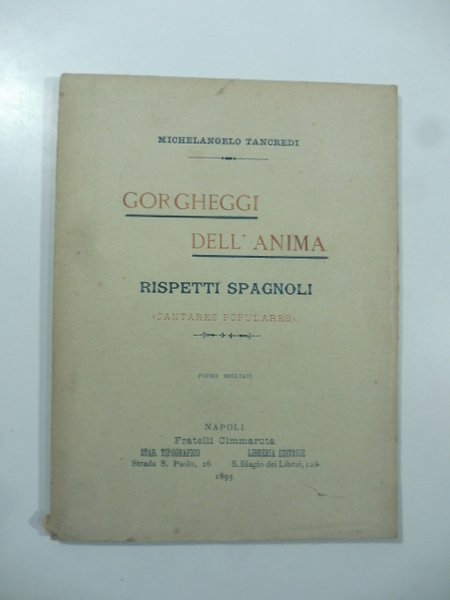 MICHELANGELO TANCREDI
GORGHEGGI
DELL' ANIMA
RISPETTI SPAGNOLI
(CANTARES POPULARES)
PRIMO MIGLIAIO
NAPOLI
Fratelli Cimmaruta
STAB. TIPOGRAFICO LIBRERIA EDITRICE
Strada S. Paolo, 26 S. Biagio dei Librai, 128
1895